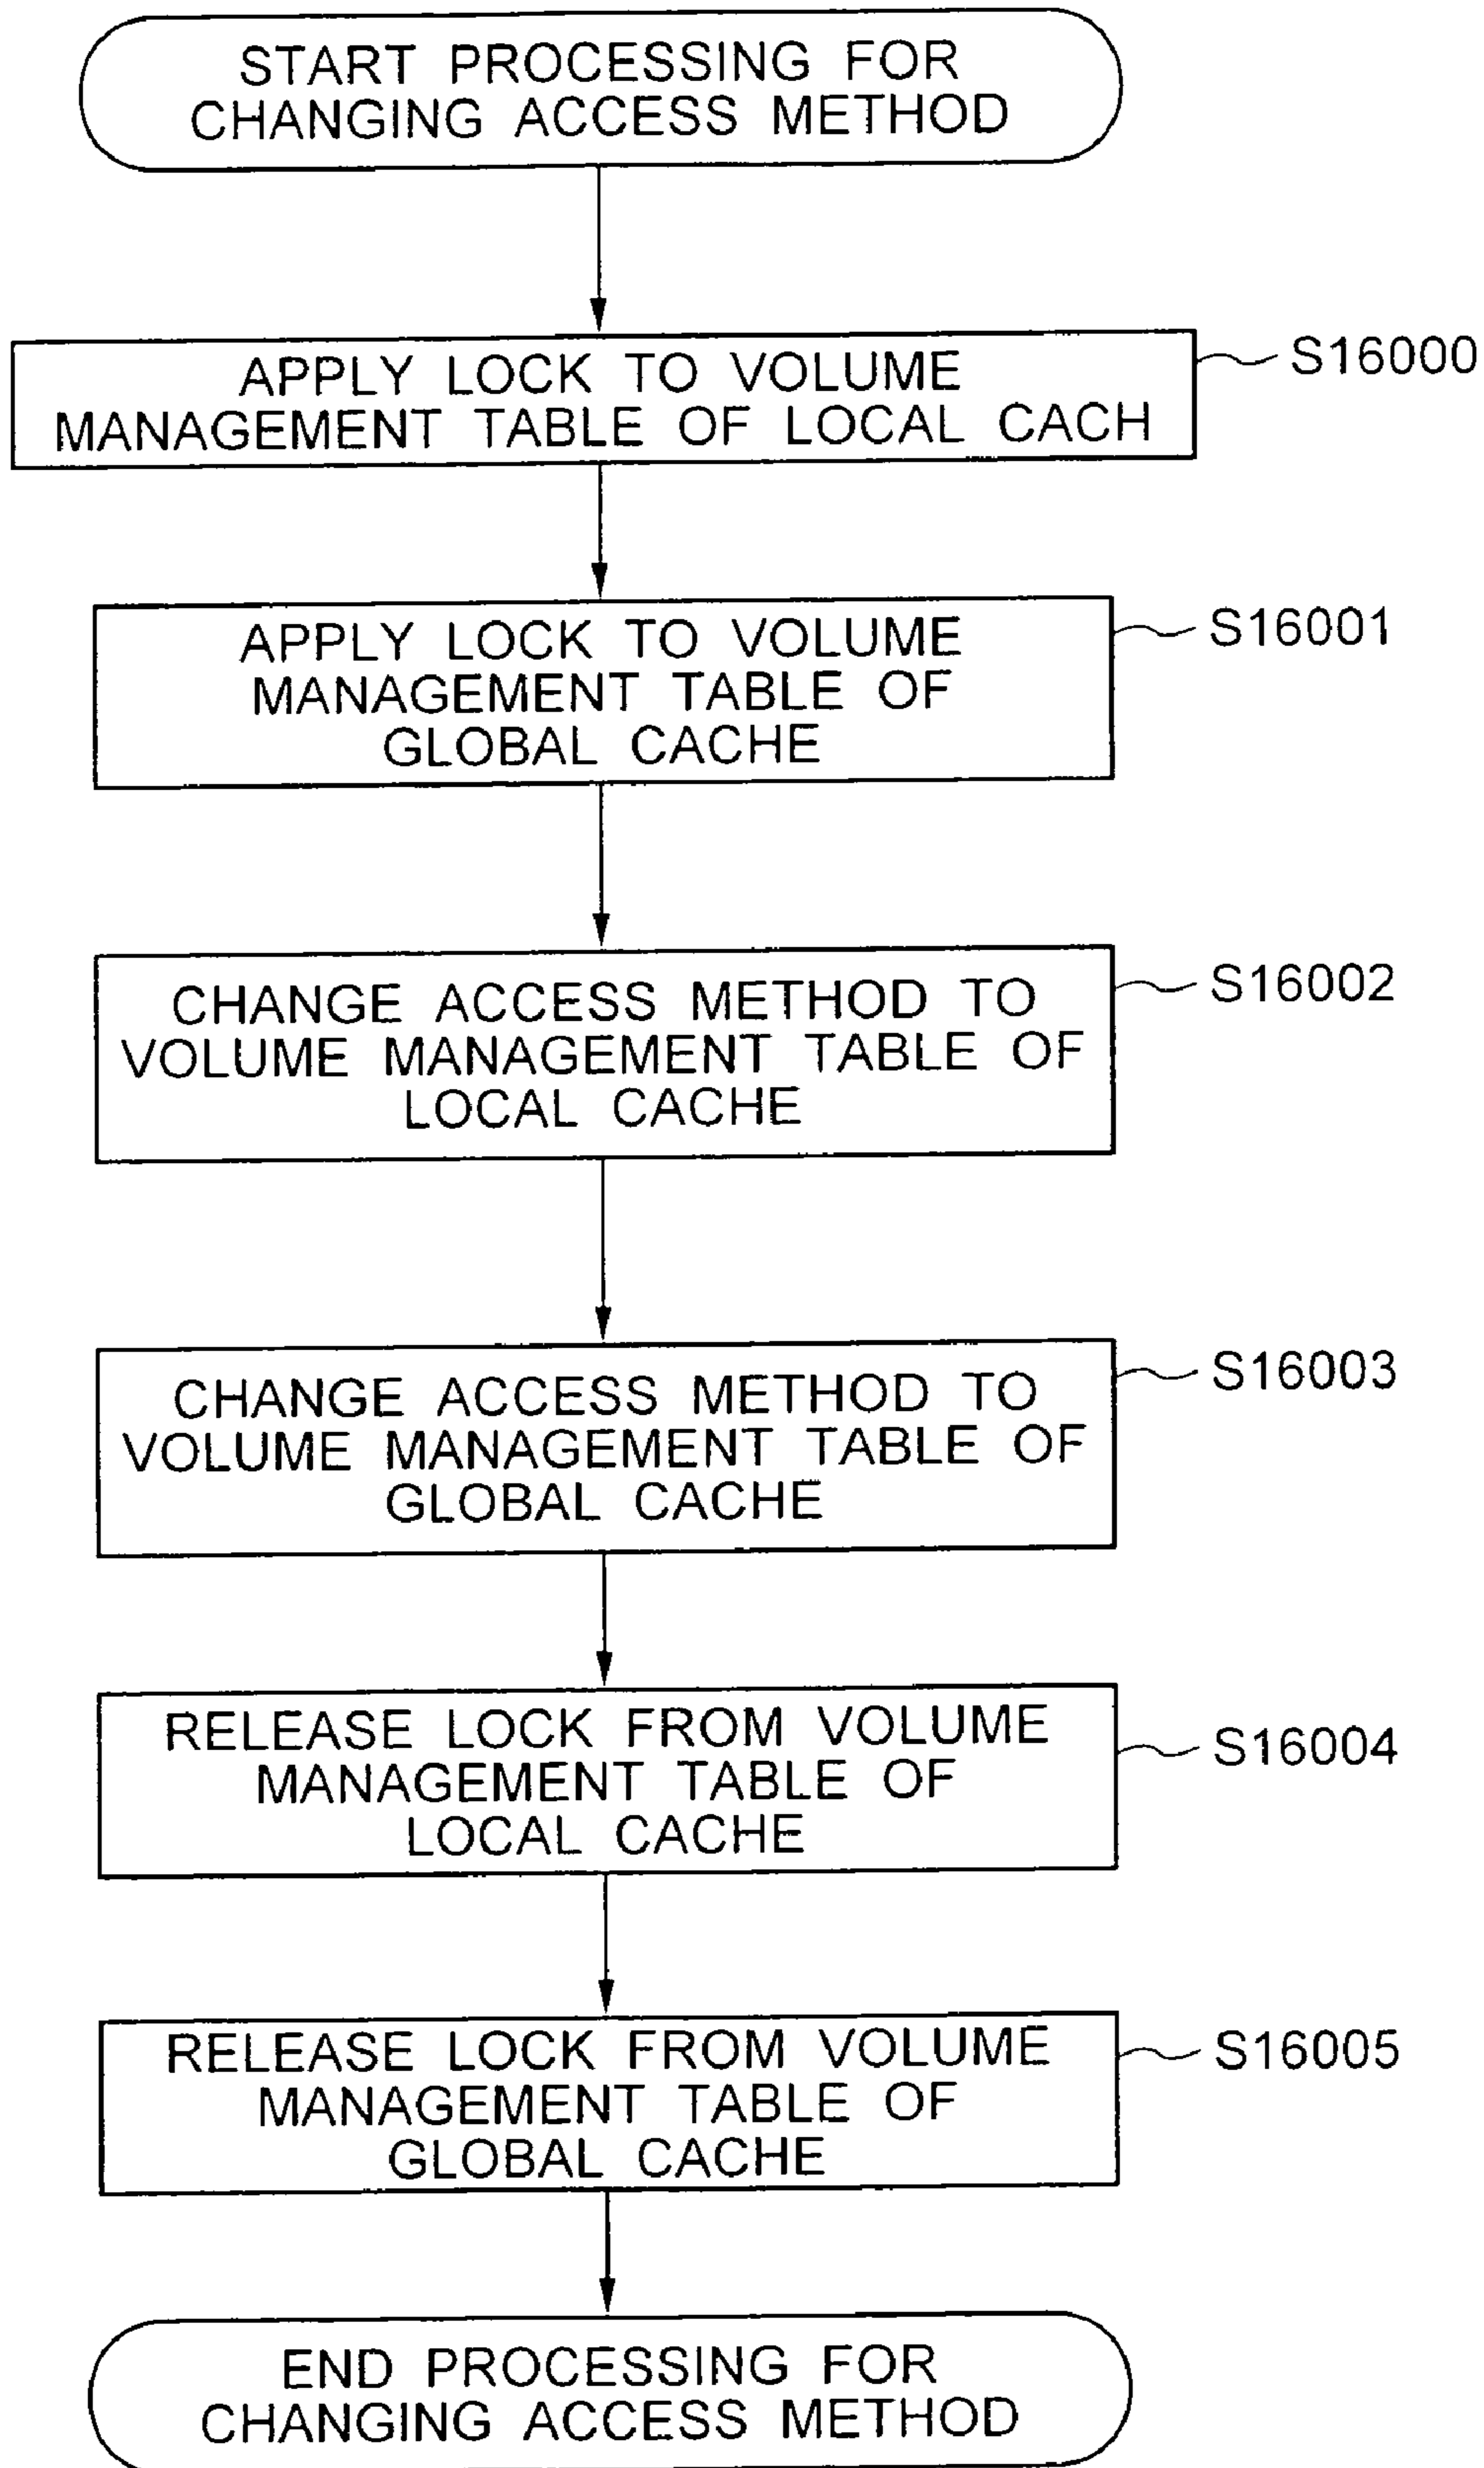 START PROCESSING FOR
CHANGING ACCESS METHOD
APPLY LOCK TO VOLUME
MANAGEMENT TABLE OF LOCAL CACH
S16000
APPLY LOCK TO VOLUME
MANAGEMENT TABLE OF
GLOBAL CACHE
S16001
CHANGE ACCESS METHOD TO
VOLUME MANAGEMENT TABLE OF
LOCAL CACHE
S16002
CHANGE ACCESS METHOD TO
VOLUME MANAGEMENT TABLE OF
GLOBAL CACHE
S16003
RELEASE LOCK FROM VOLUME
MANAGEMENT TABLE OF
LOCAL CACHE
S16004
RELEASE LOCK FROM VOLUME
MANAGEMENT TABLE OF
GLOBAL CACHE
S16005
END PROCESSING FOR
CHANGING ACCESS METHOD